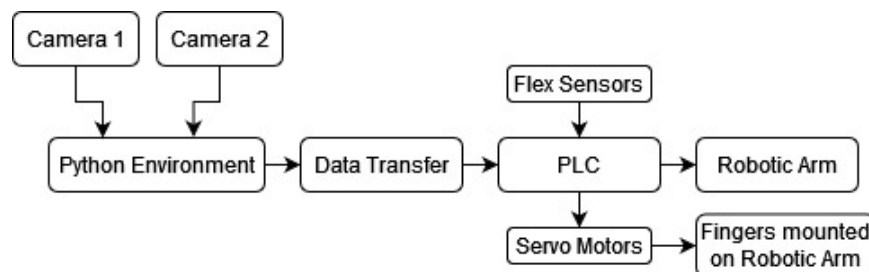 Camera 1
Camera 2
Flex Sensors
Python Environment
Data Transfer
PLC
Robotic Arm
Servo Motors
Fingers mounted
on Robotic Arm